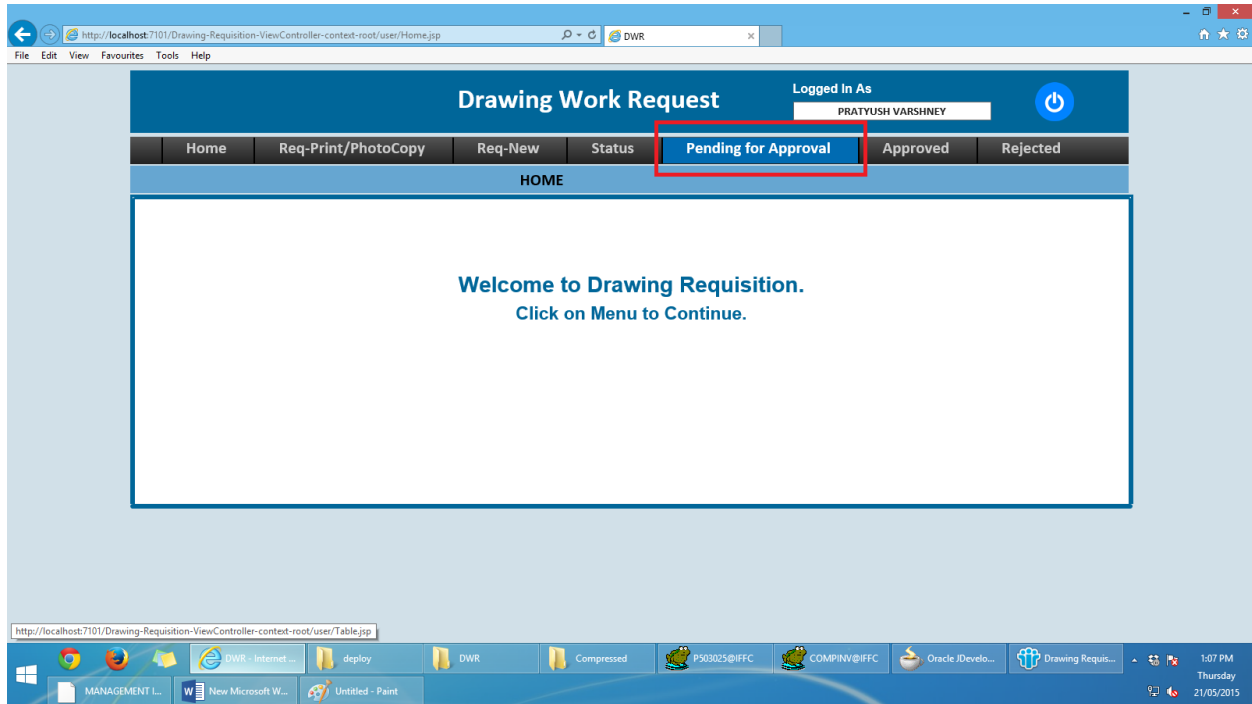 http://localhost:7101/Drawing-Requisition-ViewController-context-root/user/Home.jsp
DWR
File Edit View Favourites Tools Help
Drawing Work Request
Logged In As
PRATYUSH VARSHNEY
Home Req-Print/PhotoCopy Req-New Status Pending for Approval Approved Rejected
HOME
Welcome to Drawing Requisition.
Click on Menu to Continue.
http://localhost:7101/Drawing-Requisition-ViewController-context-root/user/Table.jsp
DWR - Internet ... deploy DWR Compressed P503025@IFFC COMPINV@IFFC Oracle JDevelo... Drawing Requis... 1:07 PM
Thursday
MANAGEMENT I... New Microsoft W... Untitled - Paint 21/05/2015